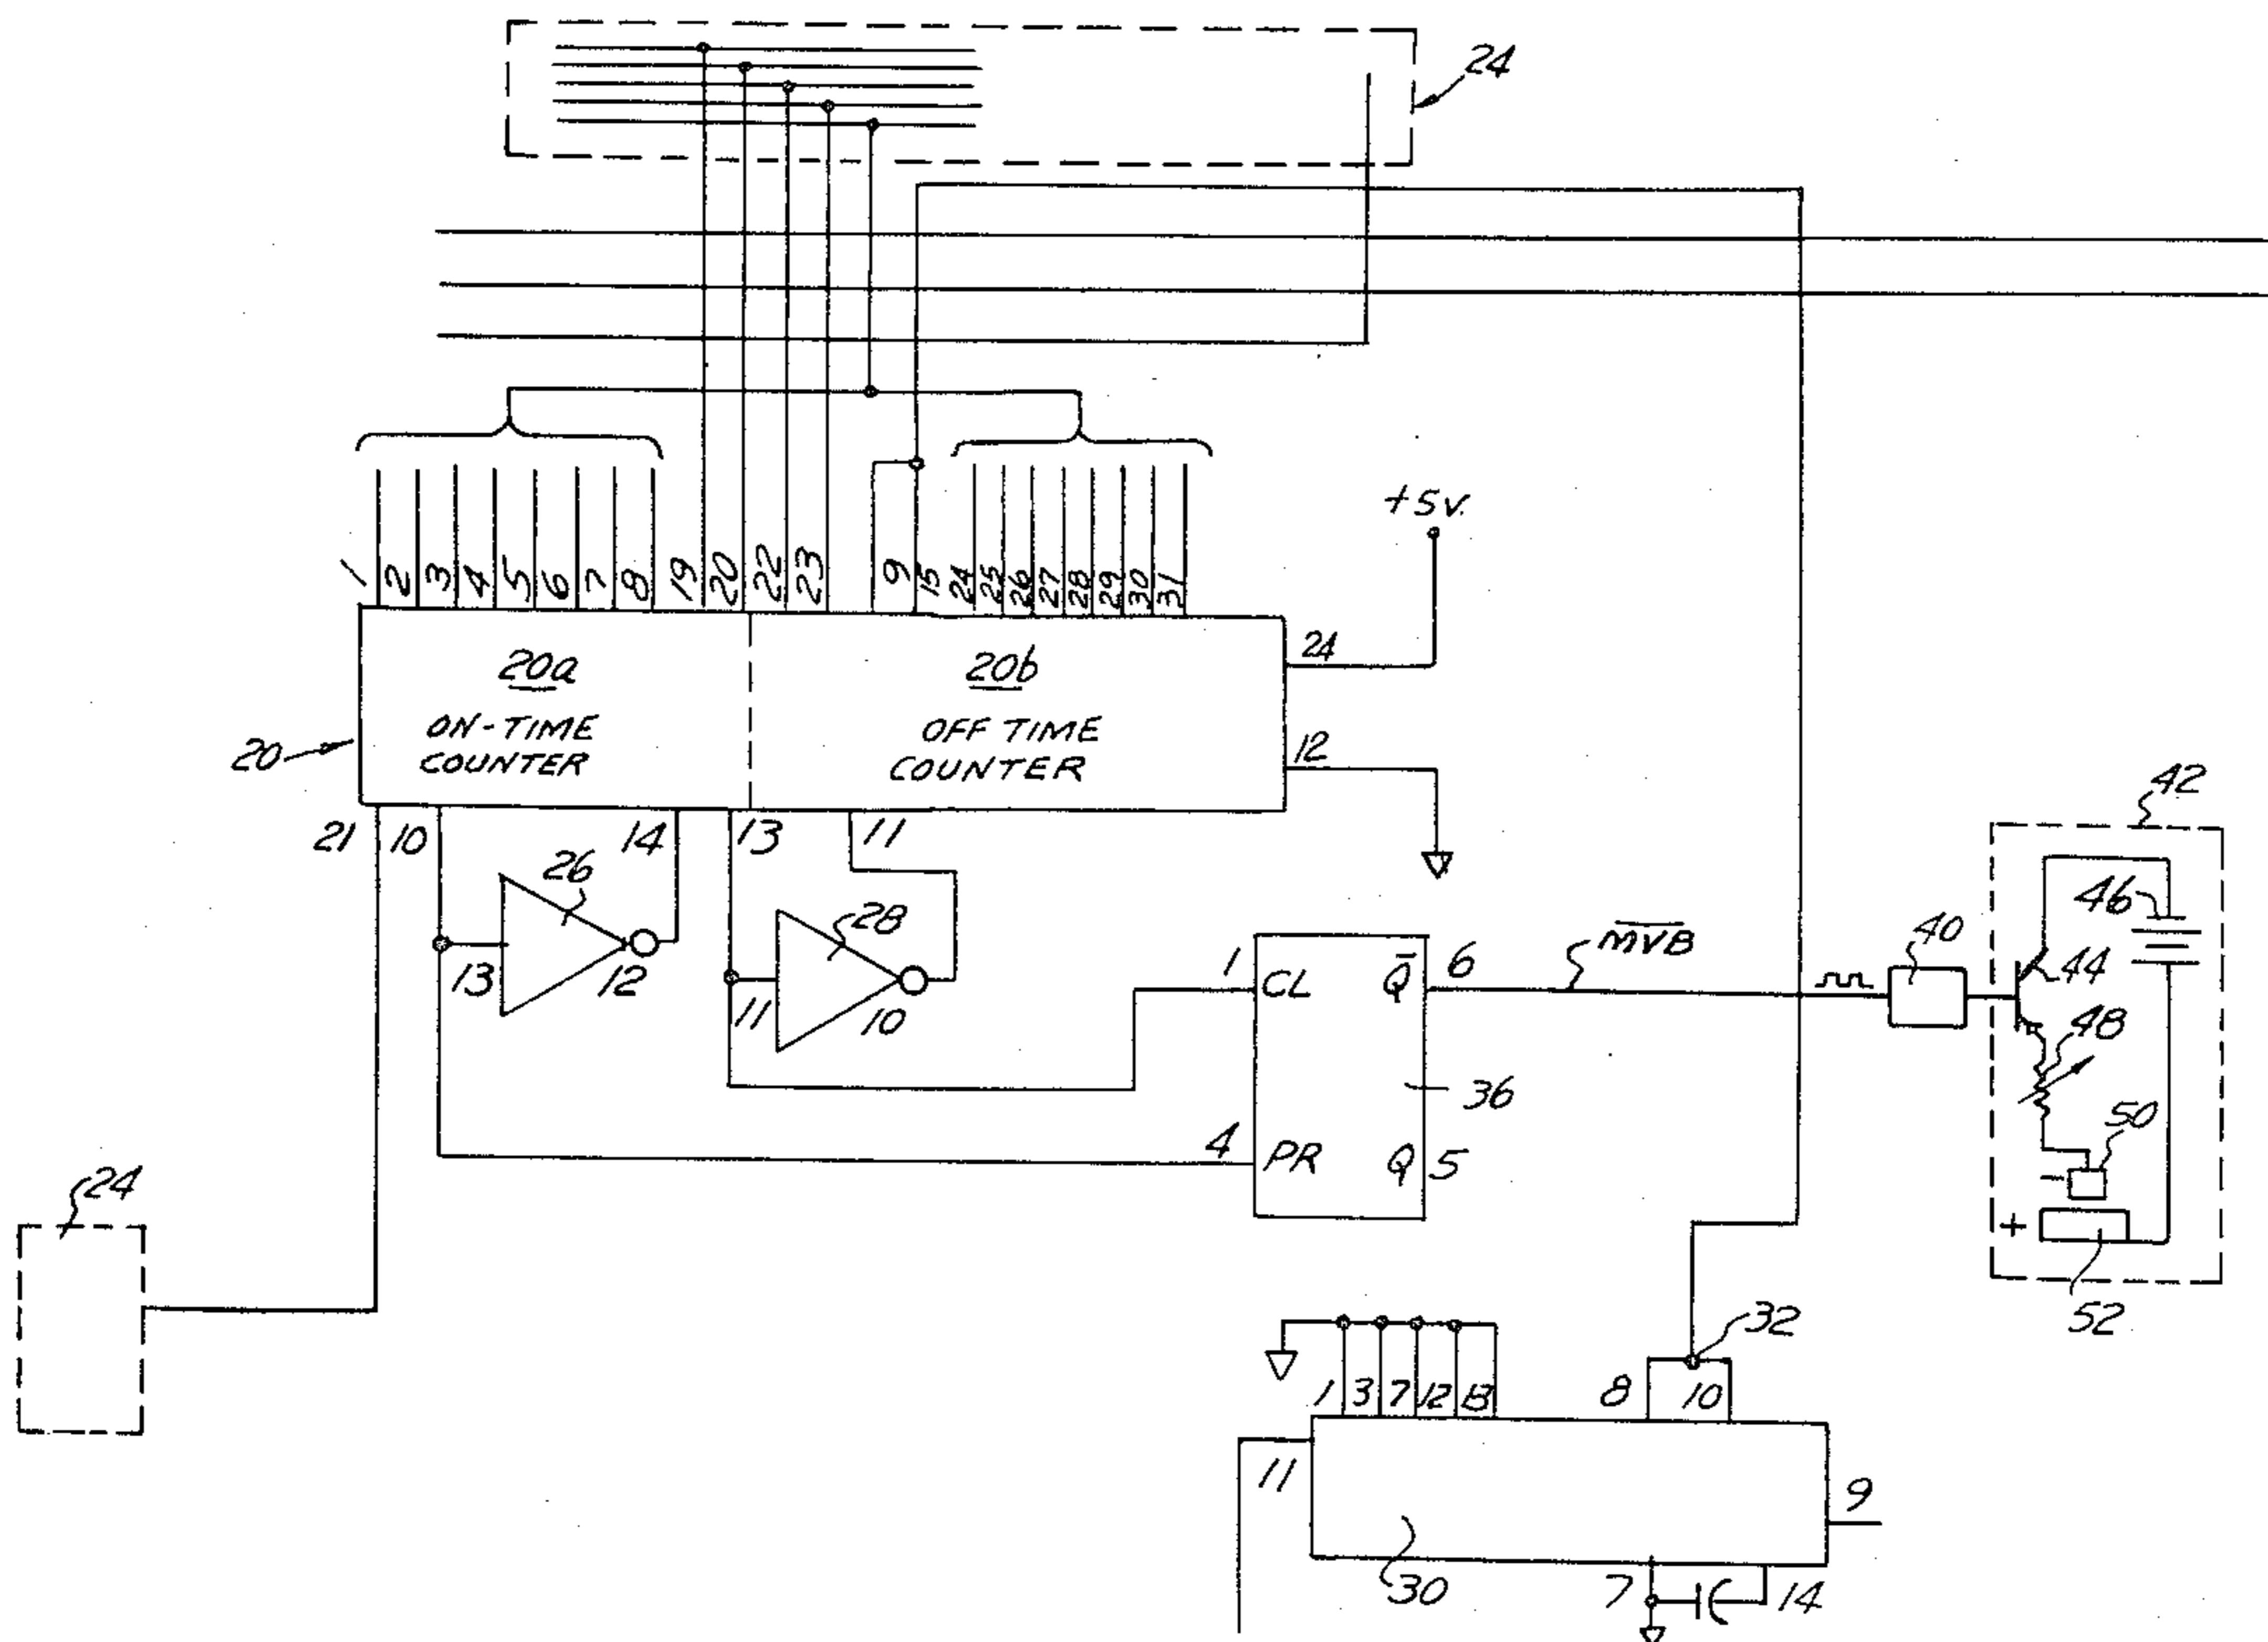 24
1 2 3 4 5 6 7 8 19 20 22 23 9 15 24 25 26 27 28 29 30 31
+5V.
20a
ON-TIME
COUNTER
20b
OFF TIME
COUNTER
24
12
20
21 10 14 13 11
26
13 12
28
11 10
1 CL Q̄ 6
MVB
36
4 PR Q 5
40
42
46
44
48
50
+ -
52
24
32
1 3 7 12 13 8 10
11
9
30
7 14